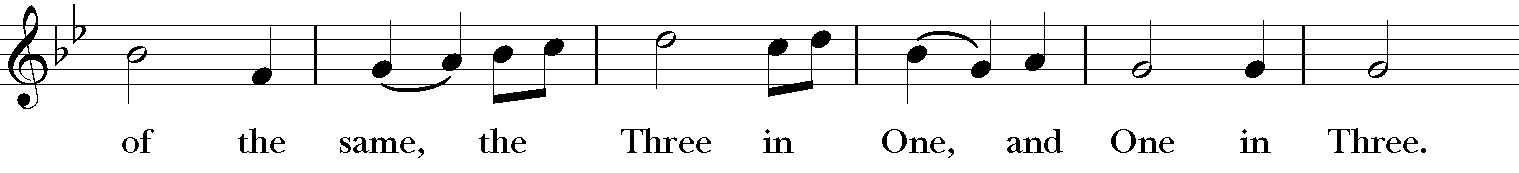 of the same, the Three in One, and One in Three.